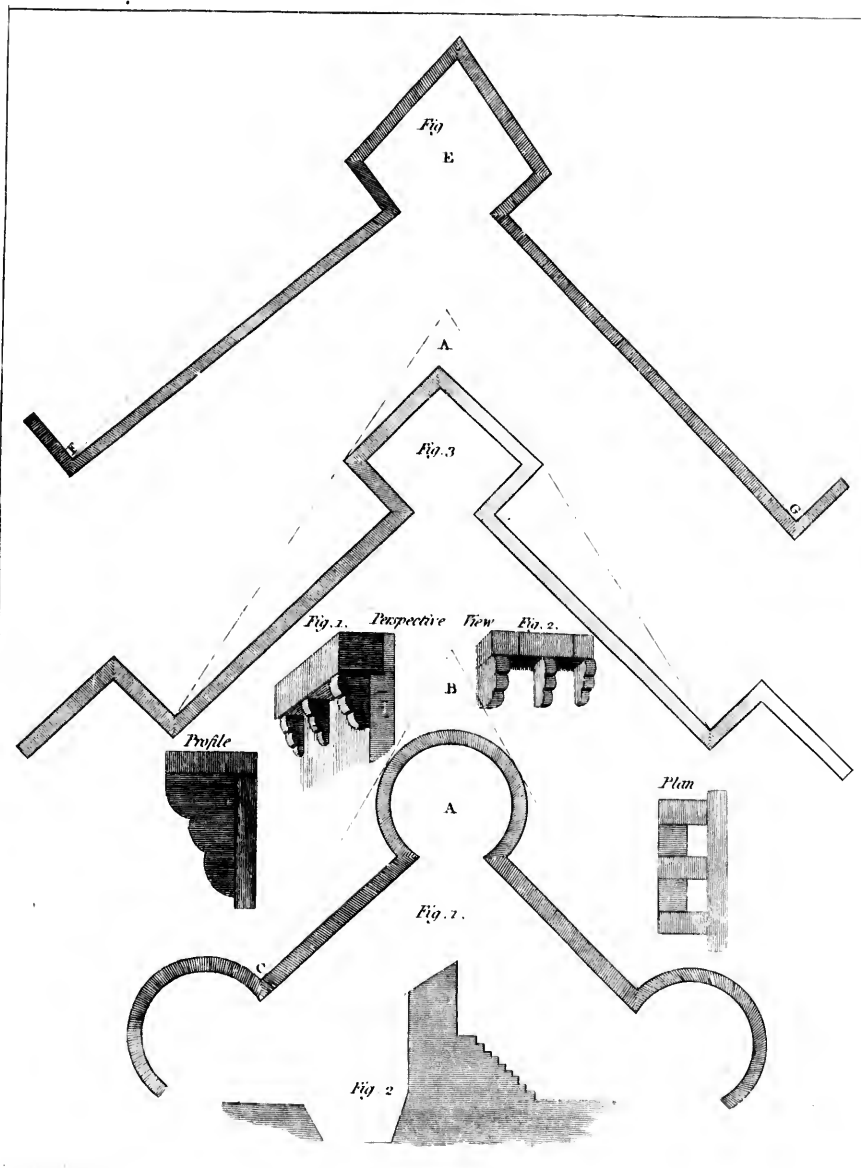 Fig
E
A
F
Fig. 3
G
Fig. 1. Perspective View Fig. 2.
B
Profile
Plan
A
Fig. 1.
C
Fig. 2